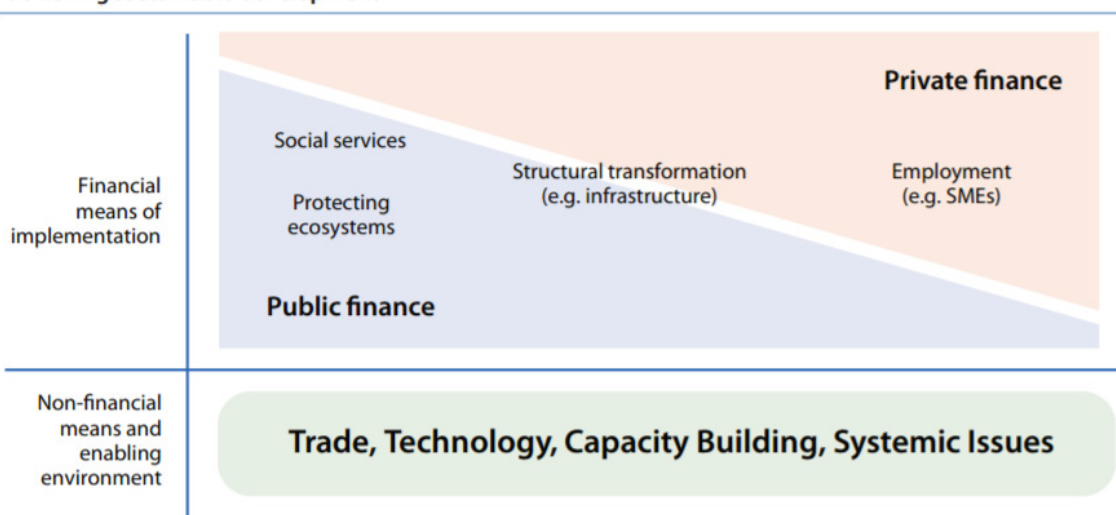 Private finance
Social services
Structural transformation
(e.g. infrastructure)
Employment
(e.g. SMEs)
Financial
means of
implementation
Protecting
ecosystems
Public finance
Non-financial
means and
enabling
environment
Trade, Technology, Capacity Building, Systemic Issues